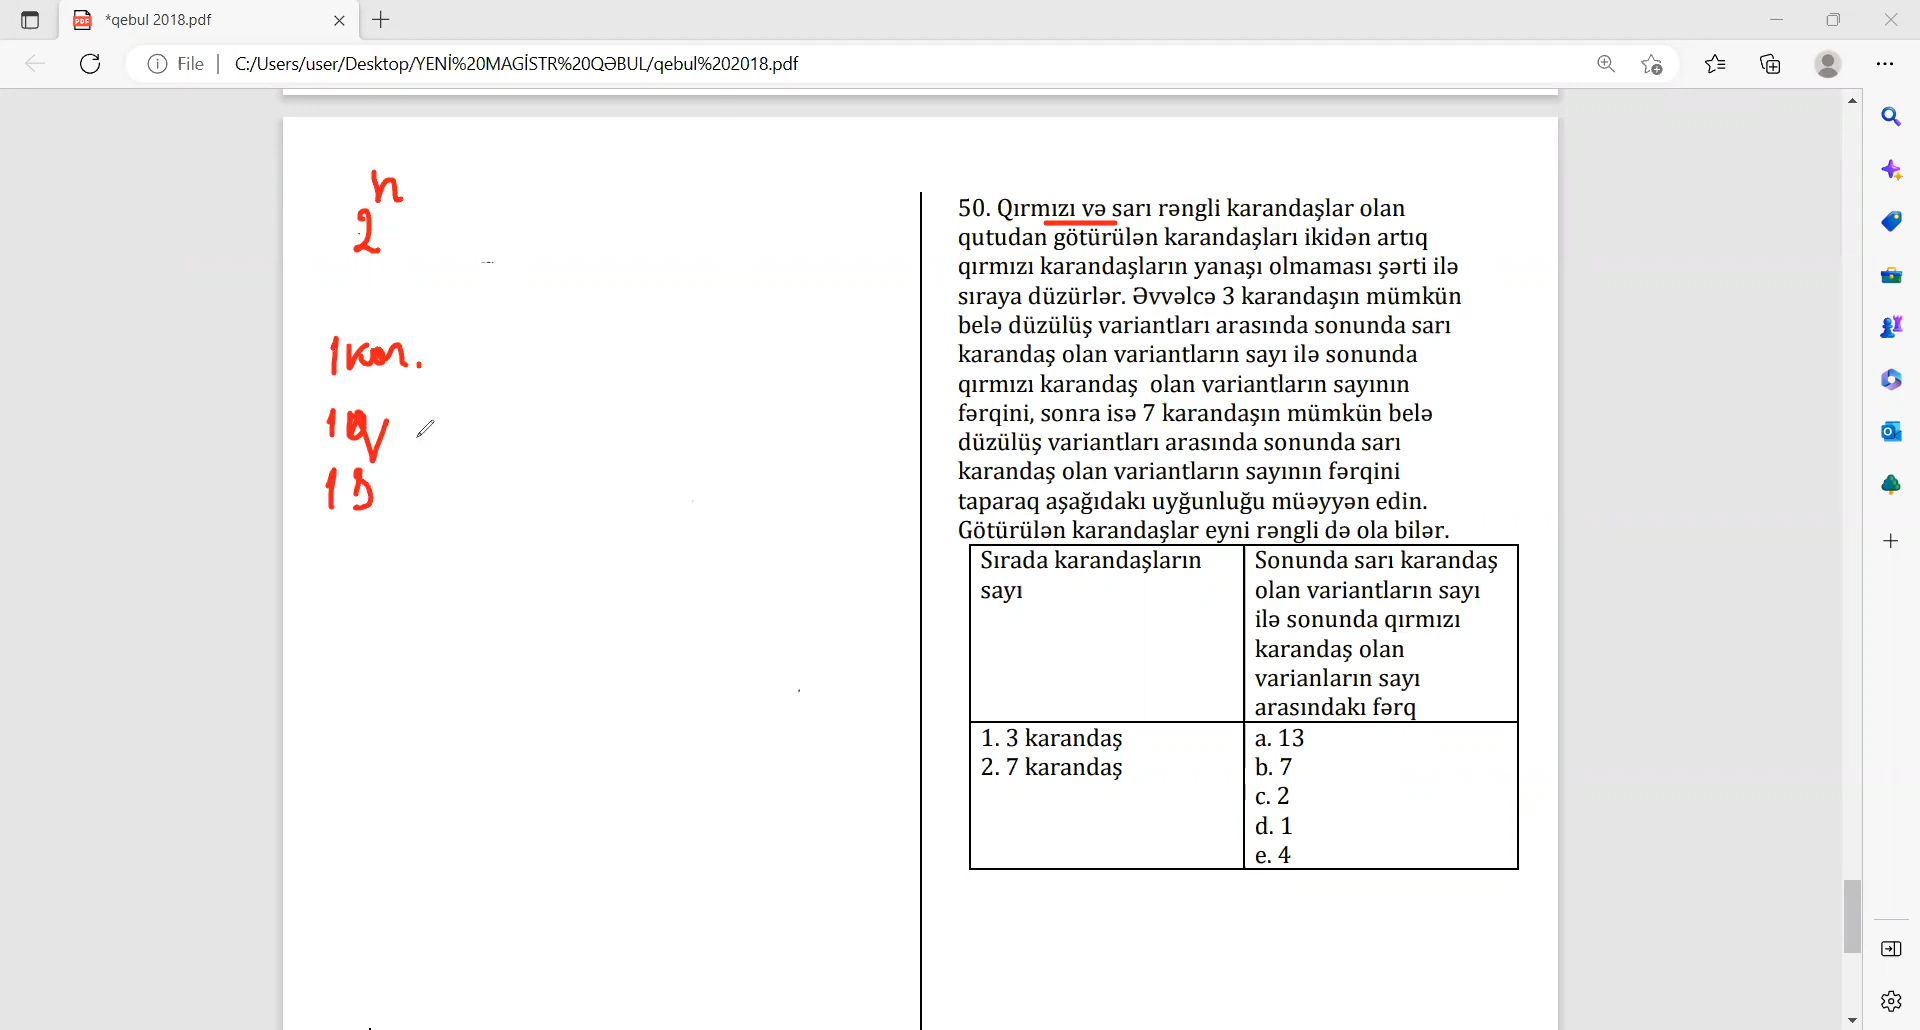 *qebul 2018.pdf
File
C:/Users/user/Desktop/YENİ%20MAGİSTR%20QƏBUL/qebul%202018.pdf
2ⁿ
1 kar.
1 Q
1 S
50. Qırmızı və sarı rəngli karandaşlar olan
qutudan götürülən karandaşları ikidən artıq
qırmızı karandaşların yanaşı olmaması şərti ilə
sıraya düzürlər. Əvvəlcə 3 karandaşın mümkün
belə düzülüş variantları arasında sonunda sarı
karandaş olan variantların sayı ilə sonunda
qırmızı karandaş olan variantların sayının
fərqini, sonra isə 7 karandaşın mümkün belə
düzülüş variantları arasında sonunda sarı
karandaş olan variantların sayının fərqini
taparaq aşağıdakı uyğunluğu müəyyən edin.
Götürülən karandaşlar eyni rəngli də ola bilər.
Sırada karandaşların
sayı
Sonunda sarı karandaş
olan variantların sayı
ilə sonunda qırmızı
karandaş olan
varianların sayı
arasındakı fərq
1. 3 karandaş
2. 7 karandaş
a. 13
b. 7
c. 2
d. 1
e. 4